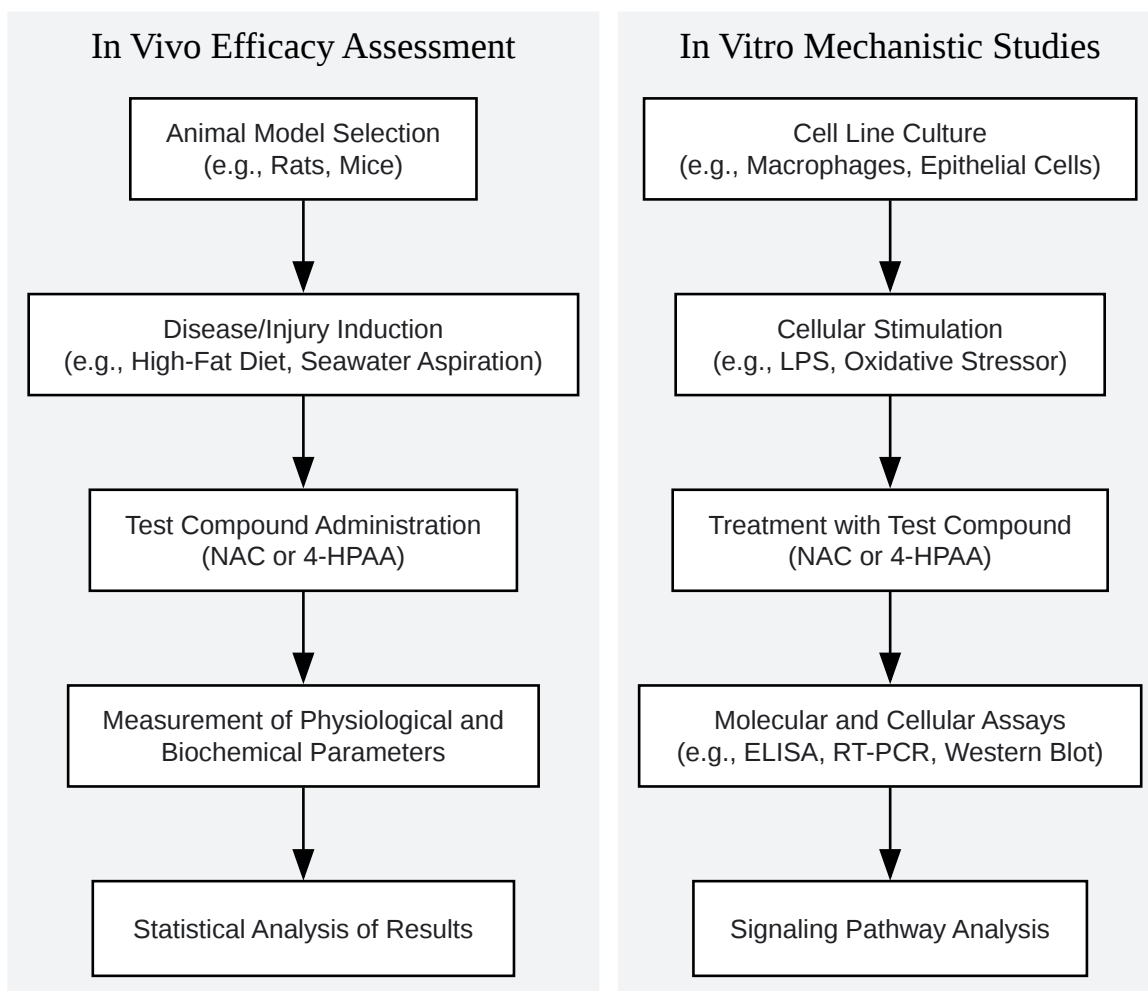 In Vivo Efficacy Assessment
Animal Model Selection
(e.g., Rats, Mice)
Disease/Injury Induction
(e.g., High-Fat Diet, Seawater Aspiration)
Test Compound Administration
(NAC or 4-HPAA)
Measurement of Physiological and
Biochemical Parameters
Statistical Analysis of Results
In Vitro Mechanistic Studies
Cell Line Culture
(e.g., Macrophages, Epithelial Cells)
Cellular Stimulation
(e.g., LPS, Oxidative Stressor)
Treatment with Test Compound
(NAC or 4-HPAA)
Molecular and Cellular Assays
(e.g., ELISA, RT-PCR, Western Blot)
Signaling Pathway Analysis